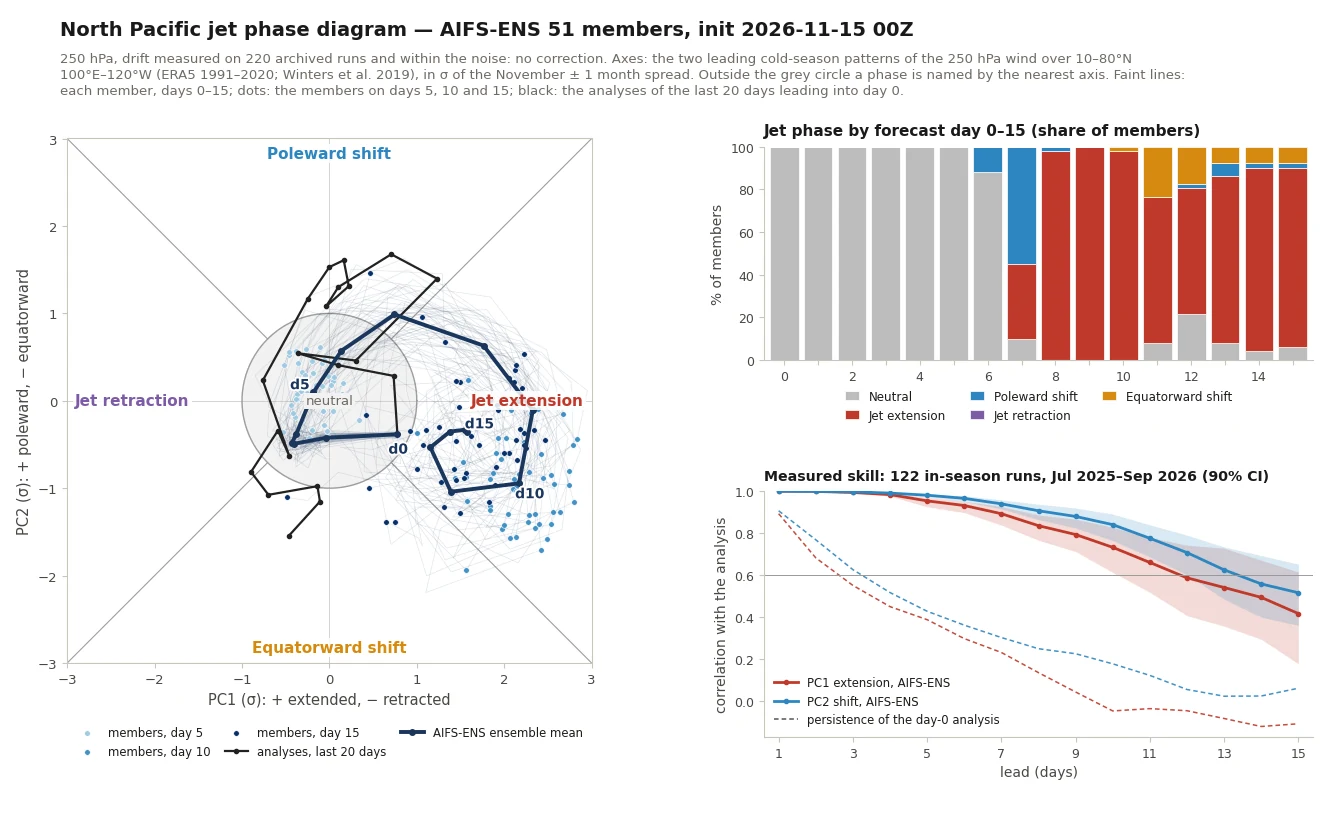 North Pacific jet phase diagram — AIFS-ENS 51 members, init 2026-11-15 00Z
250 hPa, drift measured on 220 archived runs and within the noise: no correction. Axes: the two leading cold-season patterns of the 250 hPa wind over 10–80°N
100°E–120°W (ERA5 1991–2020; Winters et al. 2019), in σ of the November ± 1 month spread. Outside the grey circle a phase is named by the nearest axis. Faint lines:
each member, days 0–15; dots: the members on days 5, 10 and 15; black: the analyses of the last 20 days leading into day 0.
3
2
1
0
−1
−2
−3
PC2 (σ): + poleward, − equatorward
Poleward shift
Jet retraction
Jet extension
Equatorward shift
neutral
d5
d0
d15
d10
−3
−2
−1
0
1
2
3
PC1 (σ): + extended, − retracted
members, day 5
members, day 10
members, day 15
analyses, last 20 days
AIFS-ENS ensemble mean
Jet phase by forecast day 0–15 (share of members)
100
80
60
40
20
0
% of members
0
2
4
6
8
10
12
14
Neutral
Jet extension
Poleward shift
Jet retraction
Equatorward shift
Measured skill: 122 in-season runs, Jul 2025–Sep 2026 (90% CI)
1.0
0.8
0.6
0.4
0.2
0.0
correlation with the analysis
PC1 extension, AIFS-ENS
PC2 shift, AIFS-ENS
persistence of the day-0 analysis
1
3
5
7
9
11
13
15
lead (days)